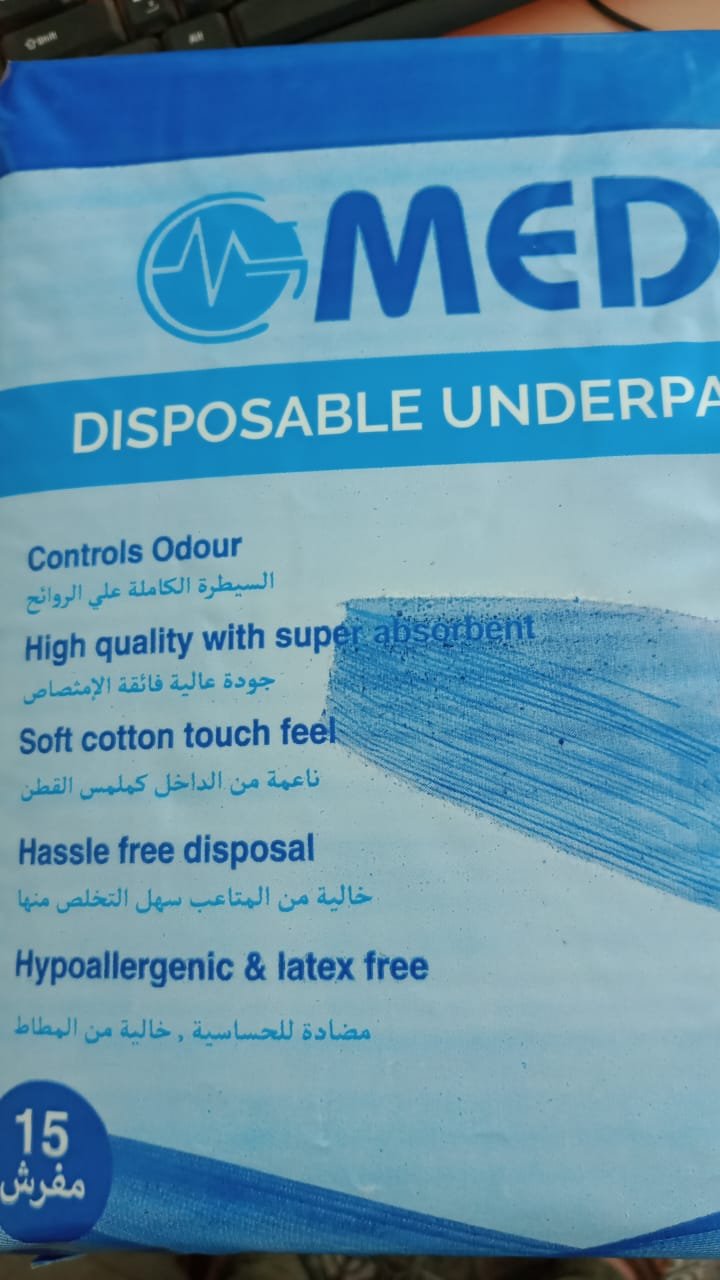 Shift
Alt
MED
DISPOSABLE UNDERPA
Controls Odour
السيطرة الكاملة علي الروائح
High quality with super absorbent
جودة عالية فائقة الإمتصاص
Soft cotton touch feel
ناعمة من الداخل كملمس القطن
Hassle free disposal
خالية من المتاعب سهل التخلص منها
Hypoallergenic & latex free
مضادة للحساسية , خالية من المطاط
15
مفرش